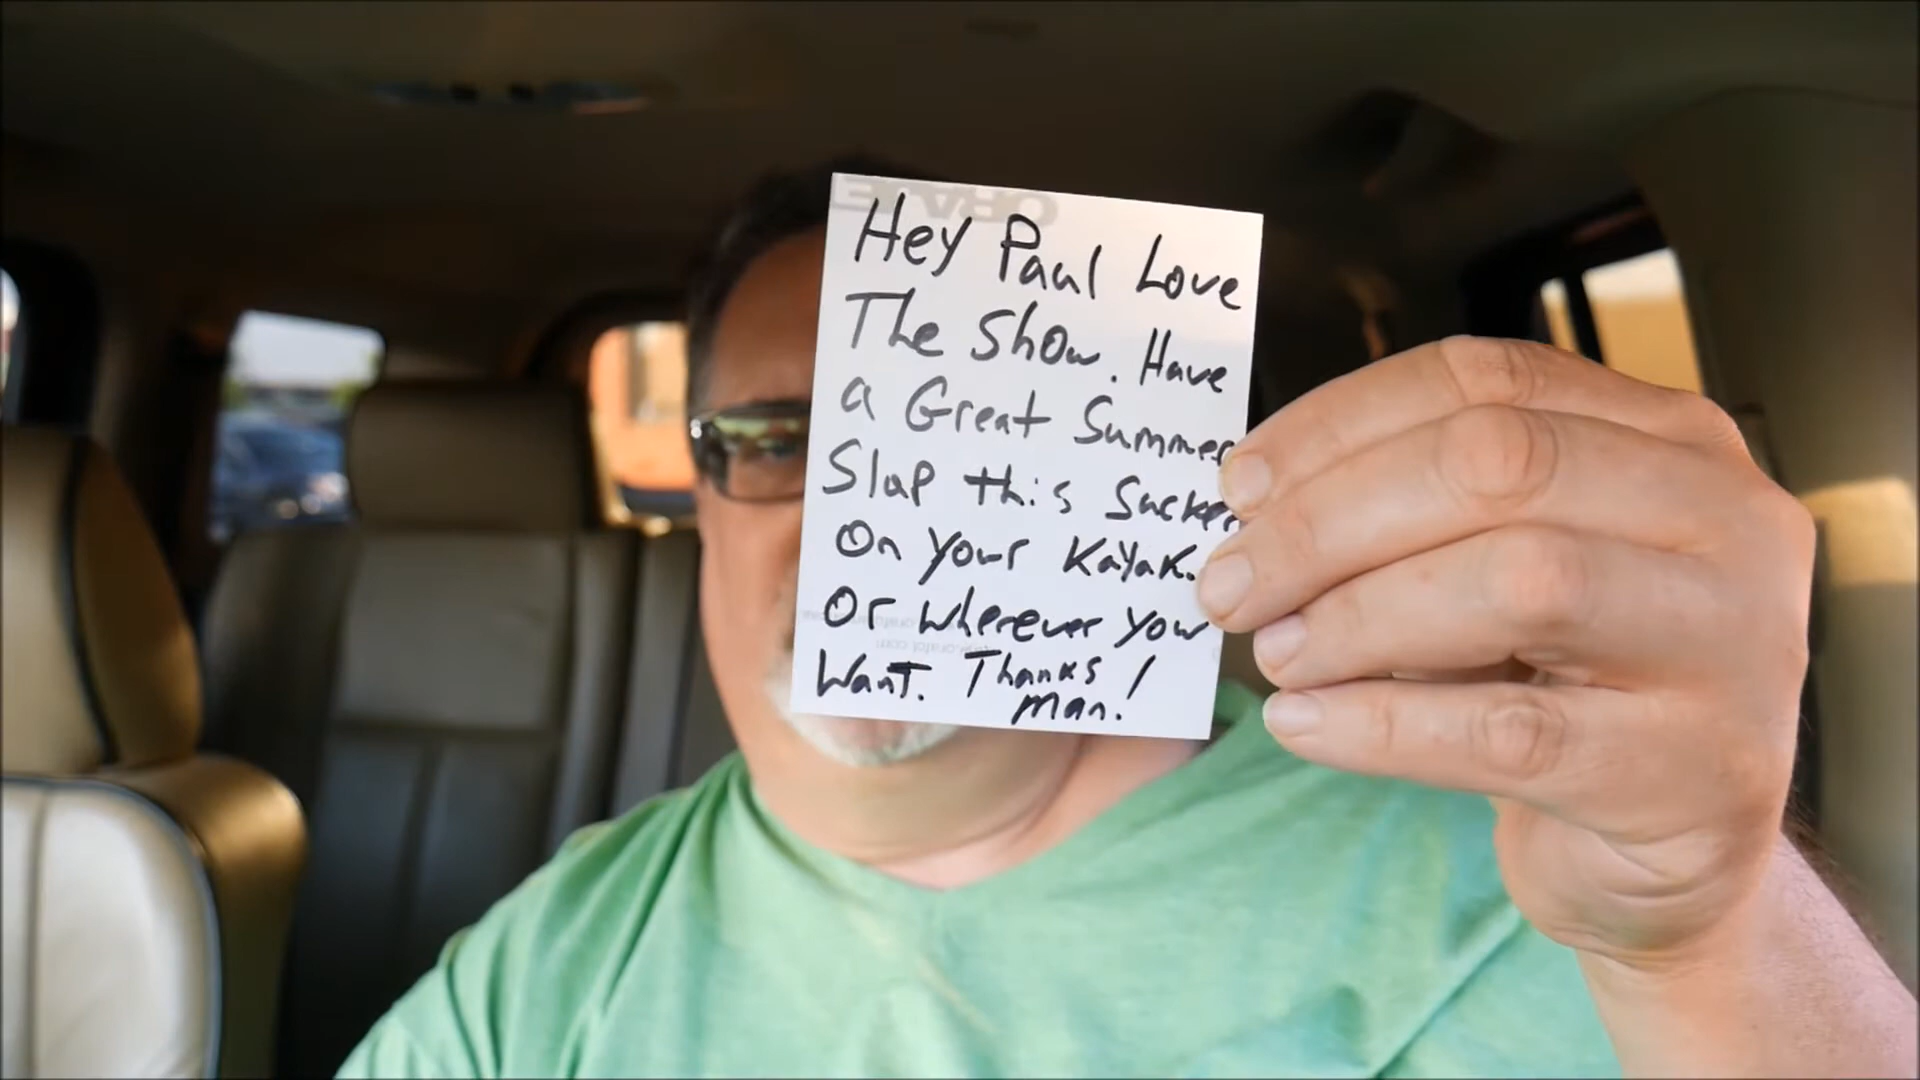 Hey Paul Love
The Show. Have
a Great Summer
Slap this Sucker
On your Kayak.
Or wherever you
Want. Thanks!
Man.!